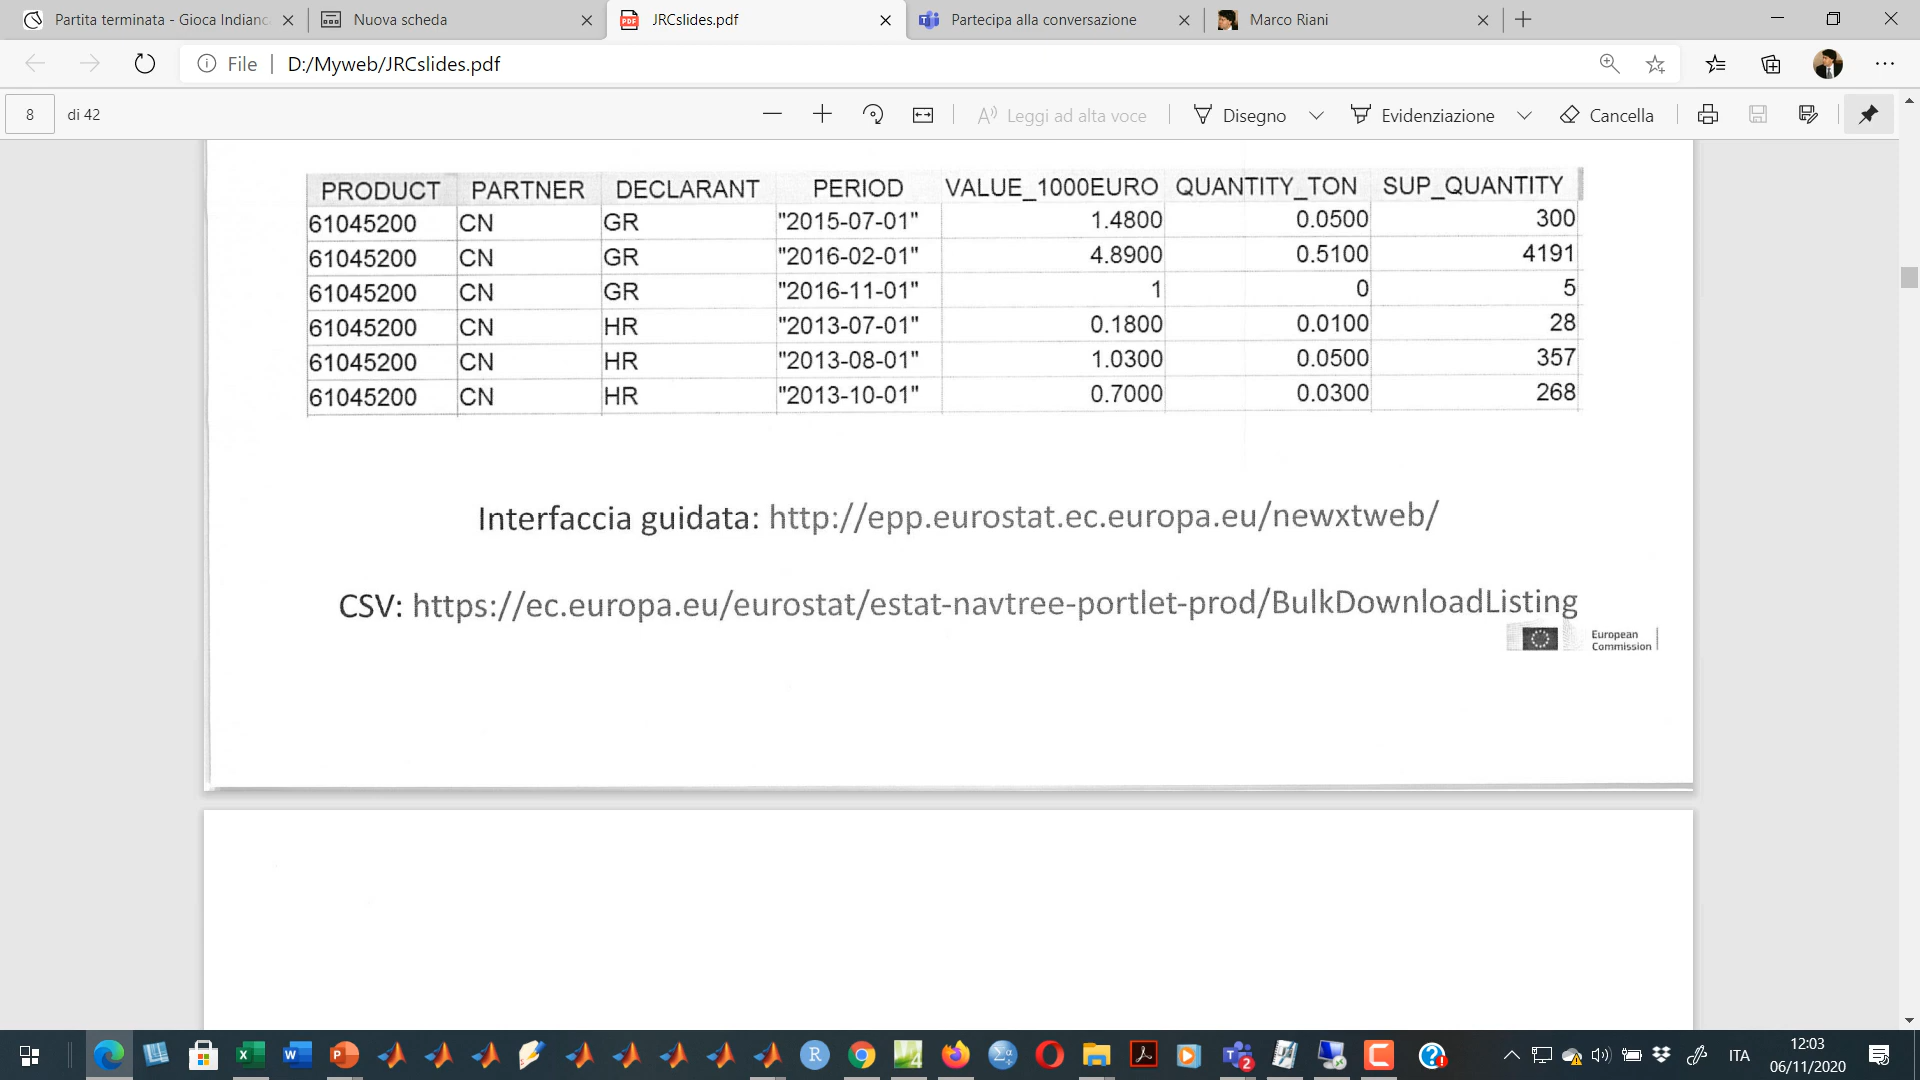 Partita terminata - Gioca Indiana
Nuova scheda
JRCslides.pdf
Partecipa alla conversazione
Marco Riani
File
D:/Myweb/JRCslides.pdf
8 di 42
Leggi ad alta voce
Disegno
Evidenziazione
Cancella
PRODUCT PARTNER DECLARANT PERIOD VALUE_1000EURO QUANTITY_TON SUP_QUANTITY
61045200 CN GR "2015-07-01" 1.4800 0.0500 300
61045200 CN GR "2016-02-01" 4.8900 0.5100 4191
61045200 CN GR "2016-11-01" 1 0 5
61045200 CN HR "2013-07-01" 0.1800 0.0100 28
61045200 CN HR "2013-08-01" 1.0300 0.0500 357
61045200 CN HR "2013-10-01" 0.7000 0.0300 268
Interfaccia guidata: http://epp.eurostat.ec.europa.eu/newxtweb/
CSV: https://ec.europa.eu/eurostat/estat-navtree-portlet-prod/BulkDownloadListing
European
Commission
ITA
12:03
06/11/2020